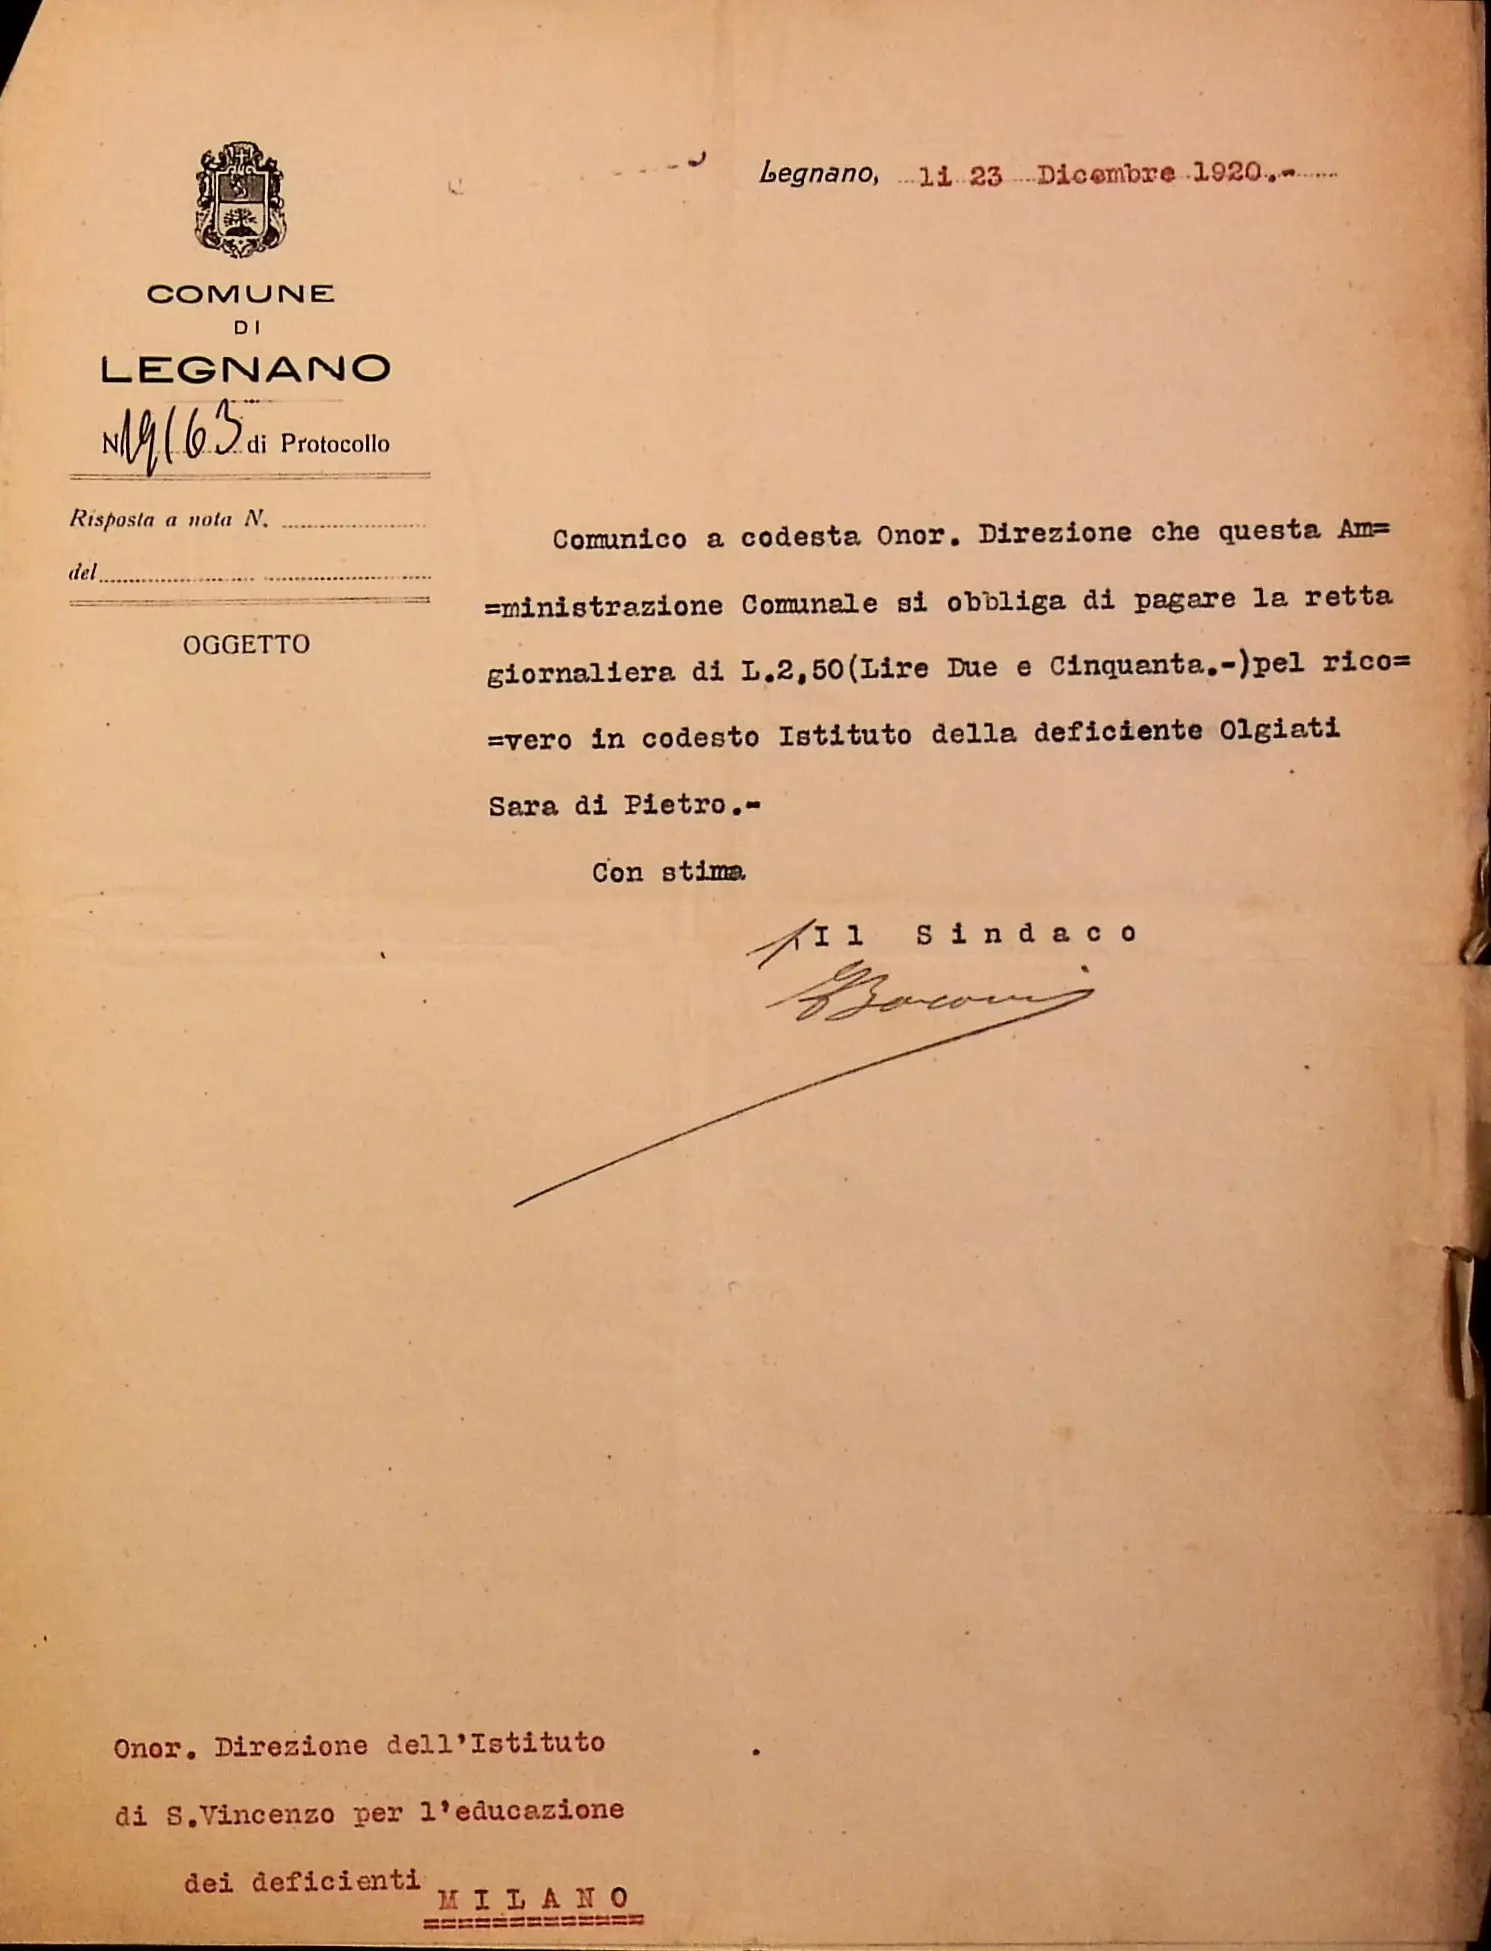 Legnano, li 23 Dicembre 1920.-
COMUNE
DI
LEGNANO
N. 19163 di Protocollo
Risposta a nota N.
del
OGGETTO
Comunico a codesta Onor. Direzione che questa Am=
=ministrazione Comunale si obbliga di pagare la retta
giornaliera di L.2,50(Lire Due e Cinquanta.-)pel rico=
=vero in codesto Istituto della deficiente Olgiati
Sara di Pietro.-
Con stima
Il Sindaco
Onor. Direzione dell'Istituto
di S.Vincenzo per l'educazione
dei deficienti MILANO